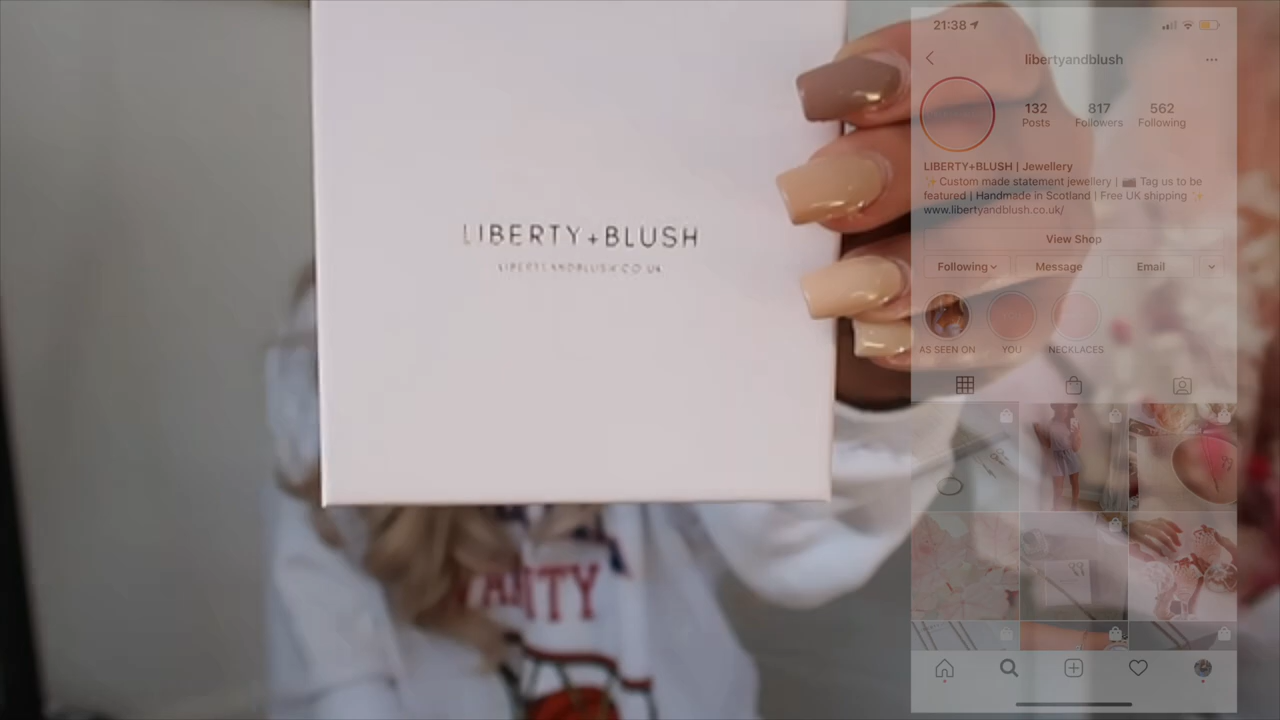 LIBERTY+BLUSH
LIBERTYANDBLUSH.CO.UK
VARSITY
21:38
libertyandblush
132
817
562
Posts
Followers
Following
LIBERTY+BLUSH | Jewellery
✨Custom made statement jewellery | 📷 Tag us to be
featured | Handmade in Scotland | Free UK shipping ✨
www.libertyandblush.co.uk/
View Shop
Following
Message
Email
AS SEEN ON
YOU
NECKLACES